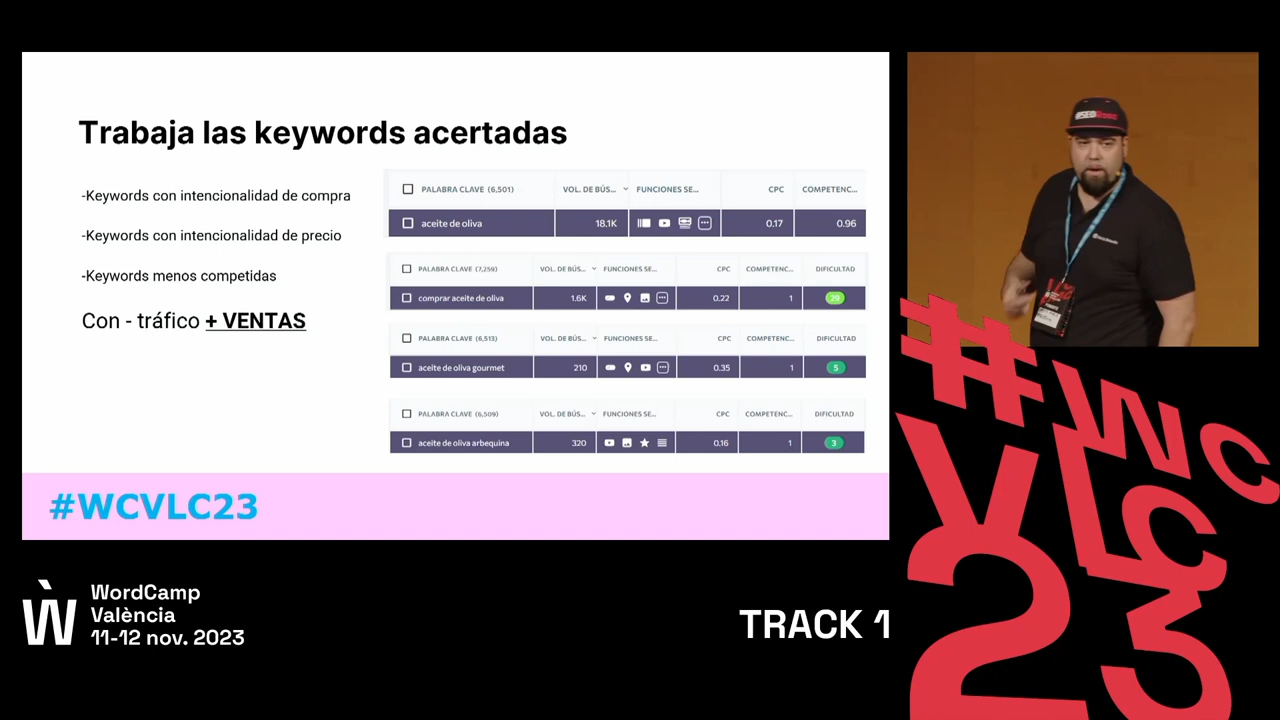 Trabaja las keywords acertadas
-Keywords con intencionalidad de compra
-Keywords con intencionalidad de precio
-Keywords menos competidas
Con - tráfico + VENTAS
PALABRA CLAVE (6,501) VOL. DE BÚS... FUNCIONES SE... CPC COMPETENC...
aceite de oliva 18.1K 0.17 0.96
PALABRA CLAVE (7,259) VOL. DE BÚS... FUNCIONES SE... CPC COMPETENC... DIFICULTAD
comprar aceite de oliva 1.6K 0.22 1 29
PALABRA CLAVE (6,513) VOL. DE BÚS... FUNCIONES SE... CPC COMPETENC... DIFICULTAD
aceite de oliva gourmet 210 0.35 1 5
PALABRA CLAVE (6,509) VOL. DE BÚS... FUNCIONES SE... CPC COMPETENC... DIFICULTAD
aceite de oliva arbequina 320 0.16 1 3
#WCVLC23
WordCamp
València
11-12 nov. 2023
TRACK 1
#WC
VLC
23